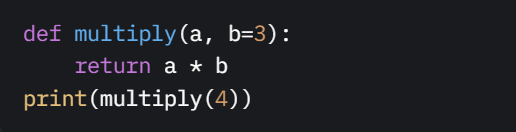 def multiply(a, b=3):
    return a * b
print(multiply(4))